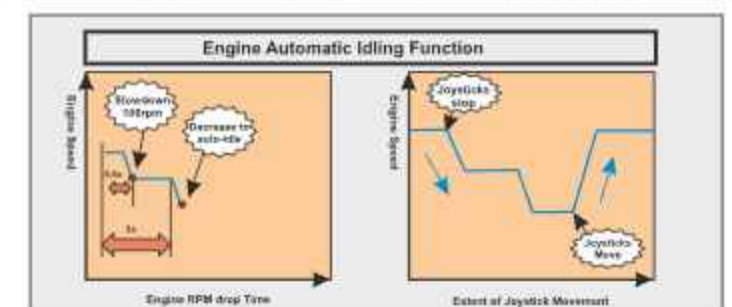 Engine Automatic Idling Function
Engine Speed
Slowdown
100rpm
Decrease to
auto-idle
Engine RPM drop Time
Engine Speed
Joysticks
stop
Joysticks
Move
Extent of Joystick Movement